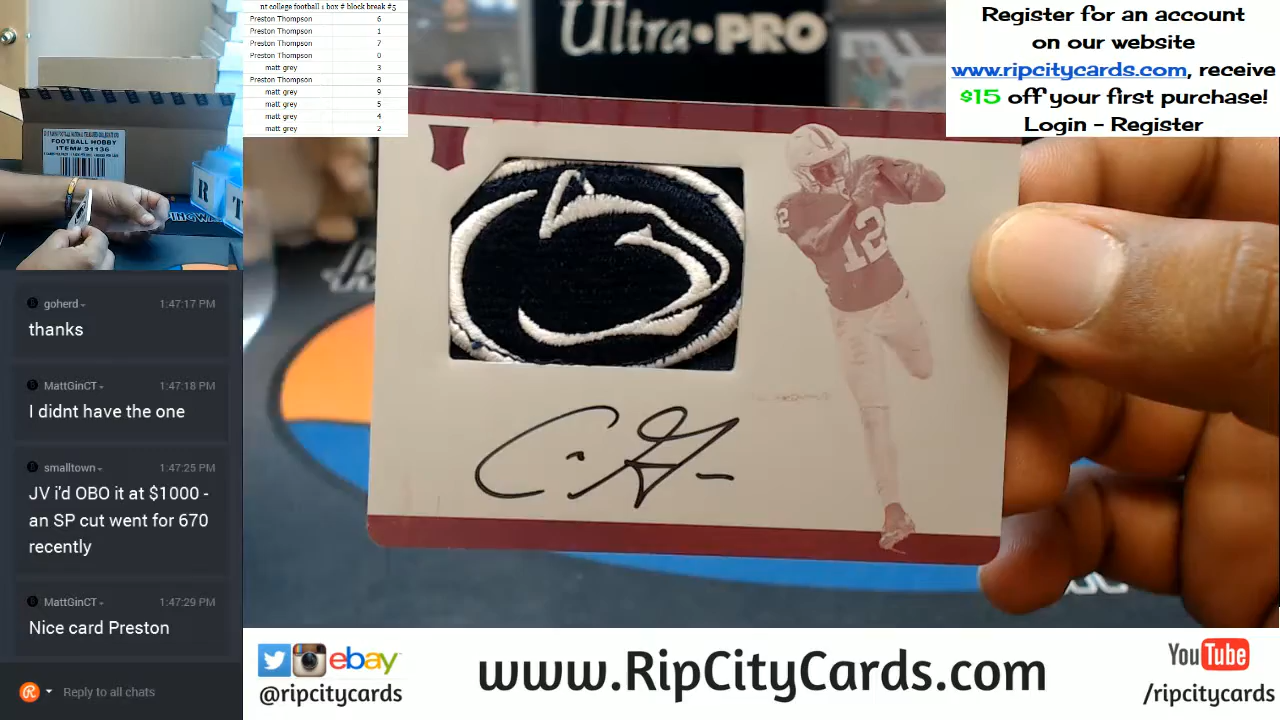 nt college football 1 box # block break #5
Preston Thompson 6
Preston Thompson 1
Preston Thompson 7
Preston Thompson 0
matt grey 3
Preston Thompson 8
matt grey 9
matt grey 5
matt grey 4
matt grey 2
Ultra•PRO
Register for an account
on our website
www.ripcitycards.com, receive
$15 off your first purchase!
Login - Register
FOOTBALL HOBBY
ITEM# 91136
R
T
12
12
goherd 1:47:17 PM
thanks
MattGinCT 1:47:18 PM
I didnt have the one
smalltown 1:47:25 PM
JV i'd OBO it at $1000 -
an SP cut went for 670
recently
MattGinCT 1:47:29 PM
Nice card Preston
Reply to all chats
ebay
@ripcitycards
www.RipCityCards.com
YouTube
/ripcitycards